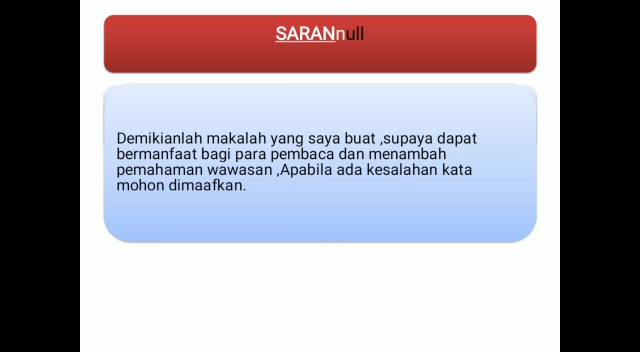 SARANnull
Demikianlah makalah yang saya buat ,supaya dapat
bermanfaat bagi para pembaca dan menambah
pemahaman wawasan ,Apabila ada kesalahan kata
mohon dimaafkan.